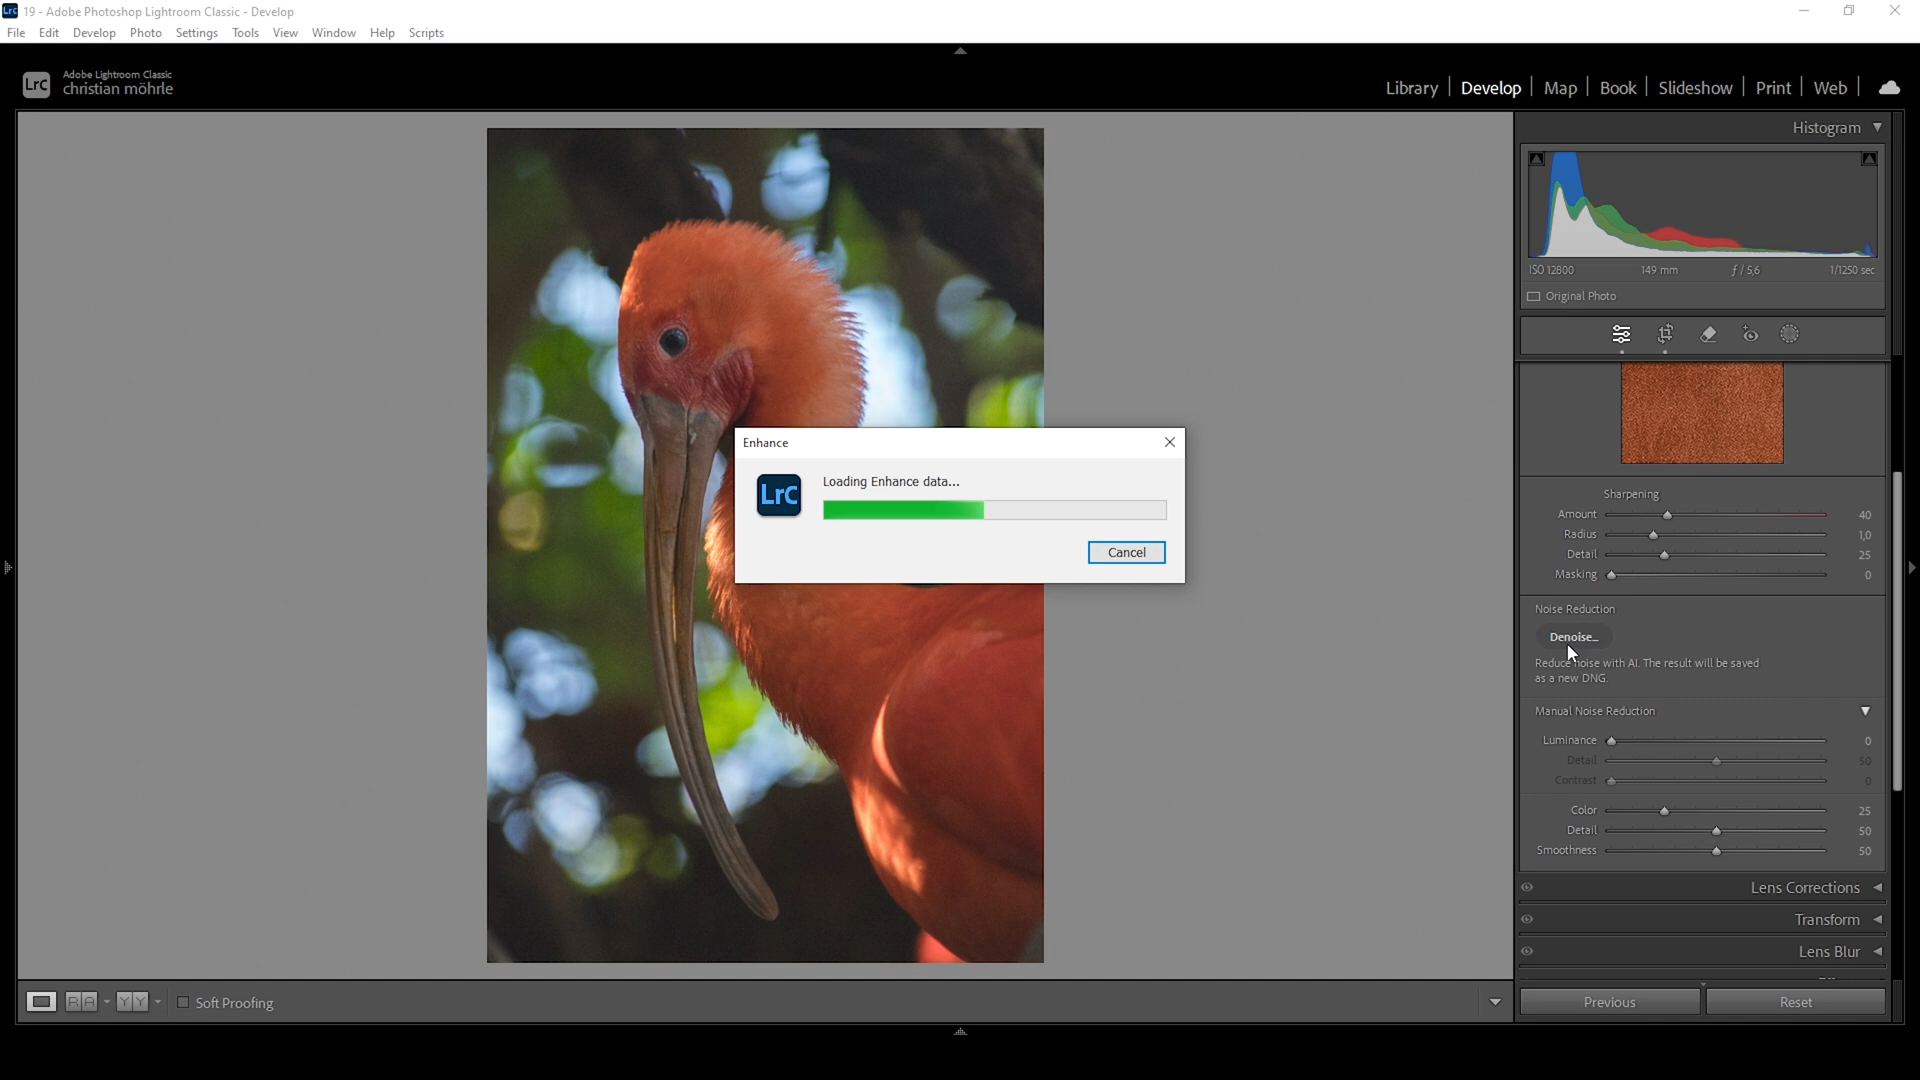 Lrc 19 - Adobe Photoshop Lightroom Classic - Develop
File Edit Develop Photo Settings Tools View Window Help Scripts
LrC
Adobe Lightroom Classic
christian möhrle
Library Develop Map Book Slideshow Print Web
Histogram
ISO 12800 149 mm ƒ / 5,6 1/1250 sec
Original Photo
Enhance
LrC
Loading Enhance data...
Cancel
Sharpening
Amount 40
Radius 1,0
Detail 25
Masking 0
Noise Reduction
Denoise...
Reduce noise with AI. The result will be saved
as a new DNG.
Manual Noise Reduction
Luminance 0
Detail 50
Contrast 0
Color 25
Detail 50
Smoothness 50
Lens Corrections
Transform
Lens Blur
R A Y Y Soft Proofing
Previous Reset